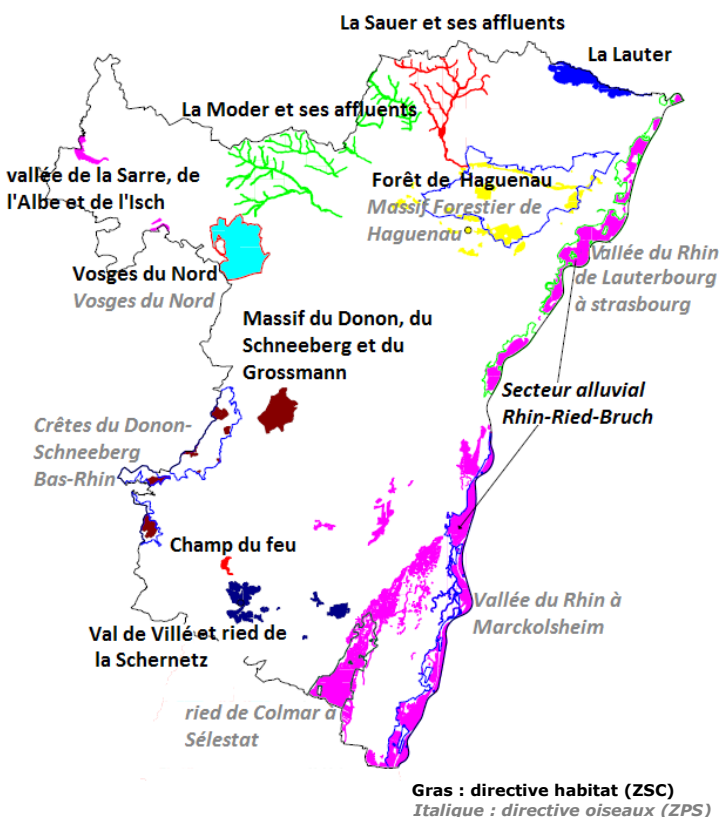 La Sauer et ses affluents
La Lauter
La Moder et ses affluents
vallée de la Sarre, de
l'Albe et de l'Isch
Forêt de Haguenau
Massif Forestier de
Haguenau
Vosges du Nord
Vosges du Nord
Vallée du Rhin
de Lauterbourg
à strasbourg
Massif du Donon, du
Schneeberg et du
Grossmann
Secteur alluvial
Rhin-Ried-Bruch
Crêtes du Donon-
Schneeberg
Bas-Rhin
Champ du feu
Val de Villé et ried de
la Schernetz
Vallée du Rhin à
Marckolsheim
ried de Colmar à
Sélestat
Gras : directive habitat (ZSC)
Italique : directive oiseaux (ZPS)